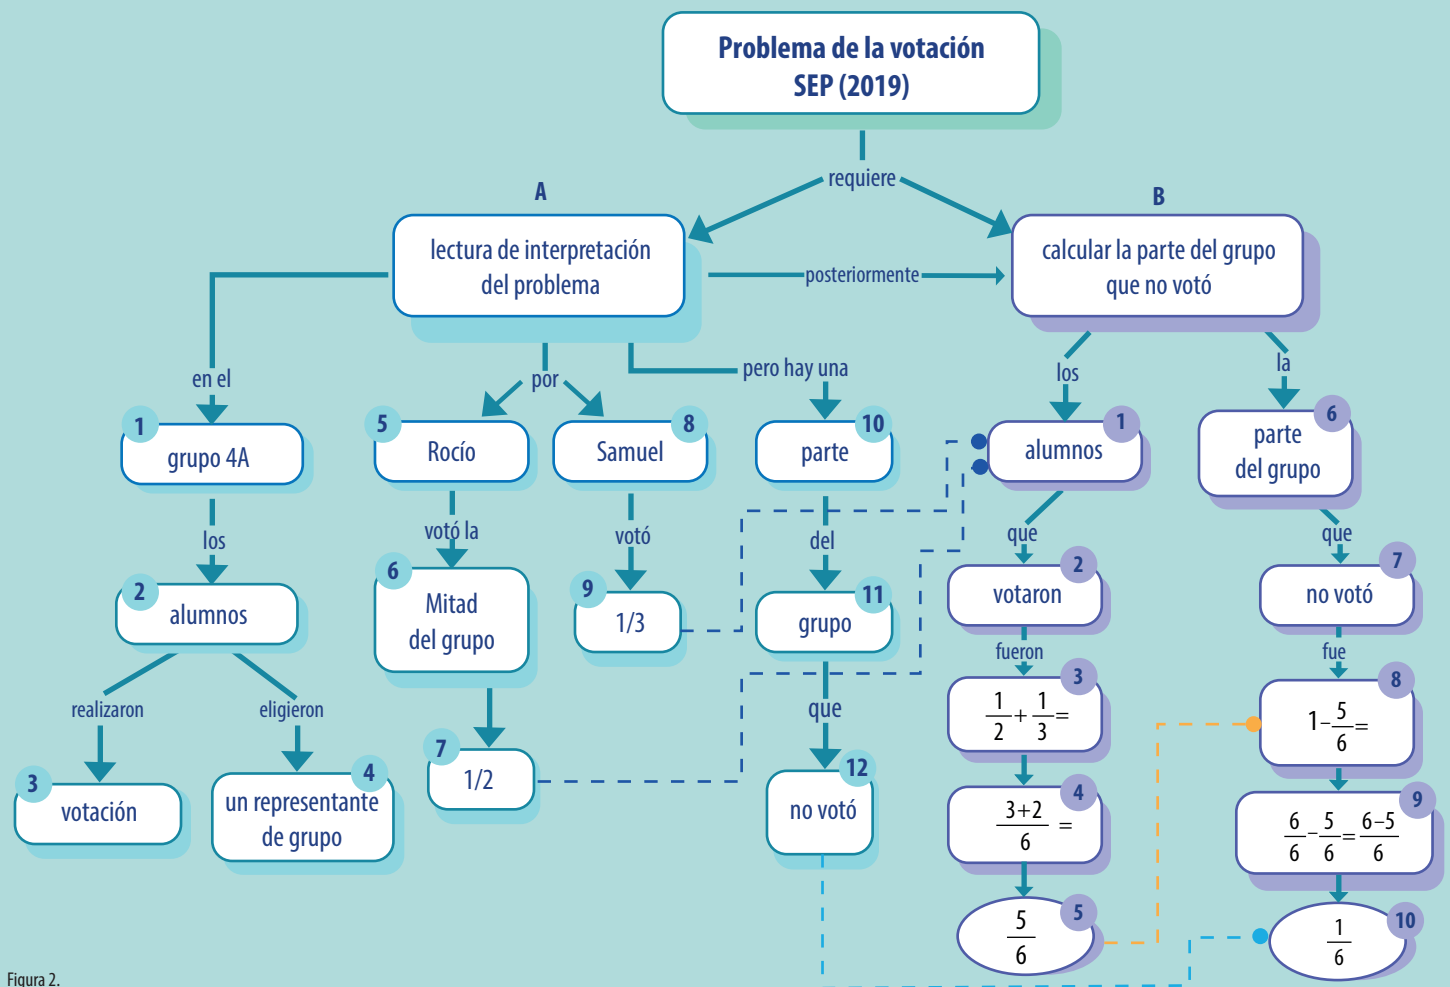 Problema de la votación
SEP (2019)
requiere
A
lectura de interpretación
del problema
posteriormente
B
calcular la parte del grupo
que no votó
en el
1
grupo 4A
los
2
alumnos
realizaron
3
votación
eligieron
4
un representante
de grupo
por
5
Rocío
votó la
6
Mitad
del grupo
7
1/2
8
Samuel
votó
9
1/3
pero hay una
10
parte
del
11
grupo
que
12
no votó
los
1
alumnos
que
2
votaron
fueron
3
1/2 + 1/3 =
4
3+2/6 =
5
5/6
la
6
parte
del grupo
que
7
no votó
fue
8
1–5/6=
9
6/6–5/6=6–5/6
10
1/6
Figura 2.